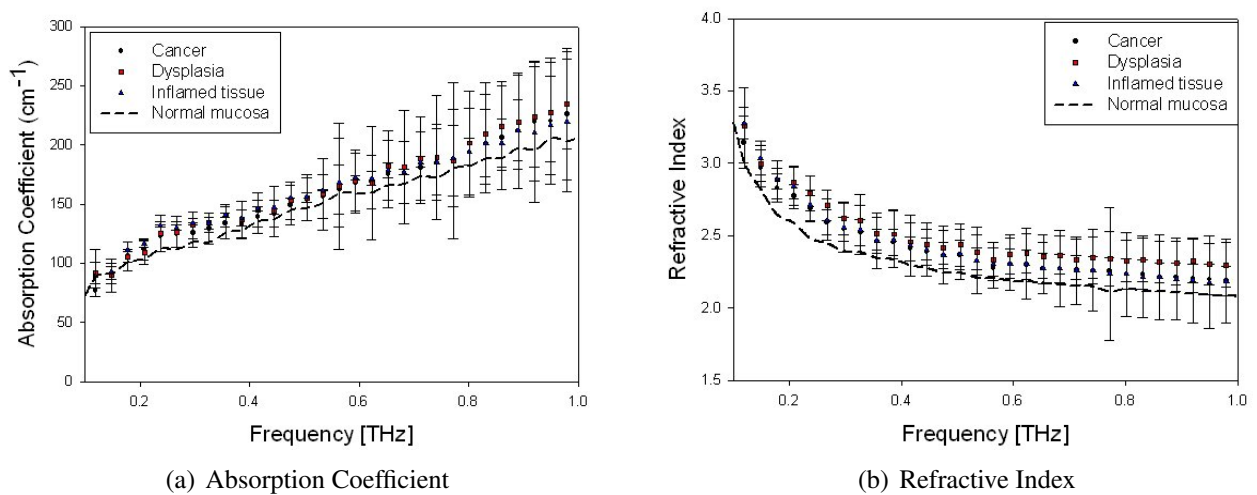 300
250
200
150
100
50
0
Absorption Coefficient (cm⁻¹)
Cancer
Dysplasia
Inflamed tissue
Normal mucosa
0.2 0.4 0.6 0.8 1.0
Frequency [THz]
(a) Absorption Coefficient
4.0
3.5
3.0
2.5
2.0
1.5
Refractive Index
Cancer
Dysplasia
Inflamed tissue
Normal mucosa
0.2 0.4 0.6 0.8 1.0
Frequency [THz]
(b) Refractive Index